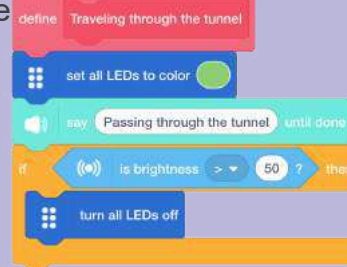 e
define Traveling through the tunnel
set all LEDs to color
say Passing through the tunnel until done
if is brightness > 50 ? the
turn all LEDs off